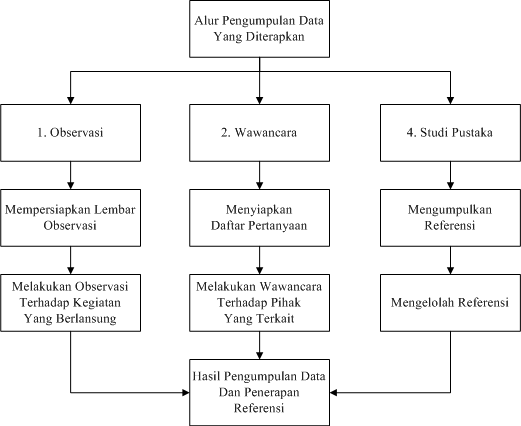 Alur Pengumpulan Data
Yang Diterapkan
1. Observasi
2. Wawancara
4. Studi Pustaka
Mempersiapkan Lembar
Observasi
Menyiapkan
Daftar Pertanyaan
Mengumpulkan
Referensi
Melakukan Observasi
Terhadap Kegiatan
Yang Berlansung
Melakukan Wawancara
Terhadap Pihak
Yang Terkait
Mengelolah Referensi
Hasil Pengumpulan Data
Dan Penerapan
Referensi